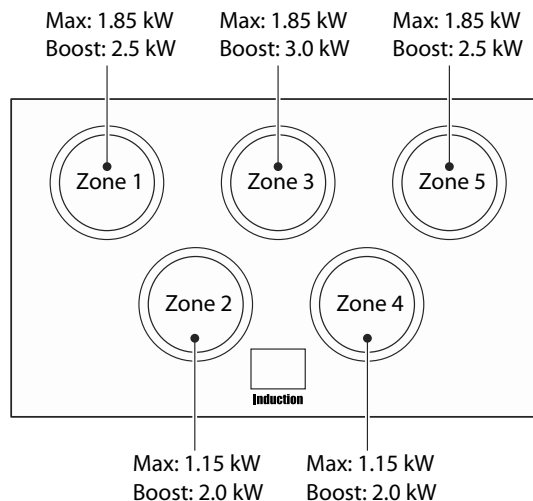 Max: 1.85 kW
Boost: 2.5 kW
Max: 1.85 kW
Boost: 3.0 kW
Max: 1.85 kW
Boost: 2.5 kW
Zone 1
Zone 3
Zone 5
Zone 2
Zone 4
Induction
Max: 1.15 kW
Boost: 2.0 kW
Max: 1.15 kW
Boost: 2.0 kW